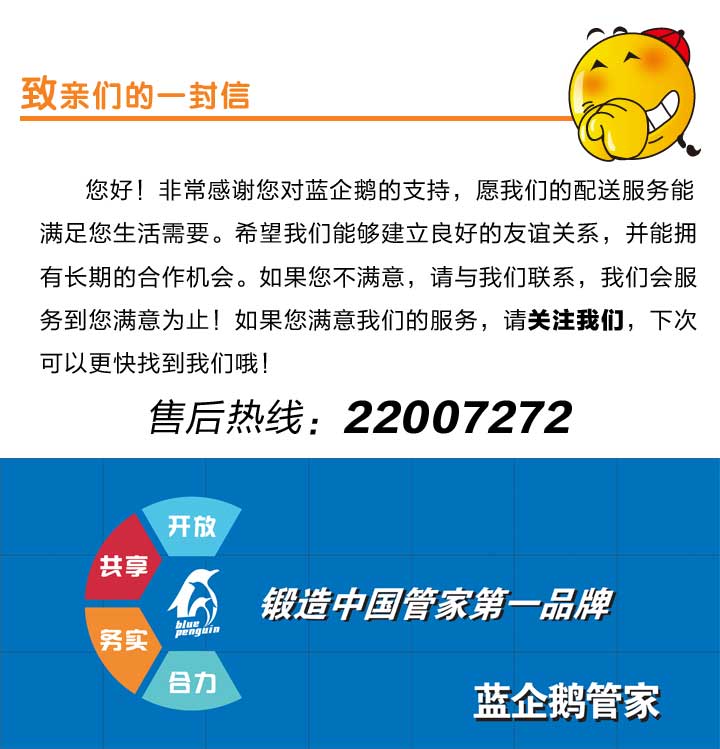 致亲们的一封信
您好！非常感谢您对蓝企鹅的支持，愿我们的配送服务能
满足您生活需要。希望我们能够建立良好的友谊关系，并能拥
有长期的合作机会。如果您不满意，请与我们联系，我们会服
务到您满意为止！如果您满意我们的服务，请关注我们，下次
可以更快找到我们哦！
售后热线：22007272
开放
共享
务实
合力
blue
penguin
锻造中国管家第一品牌
蓝企鹅管家